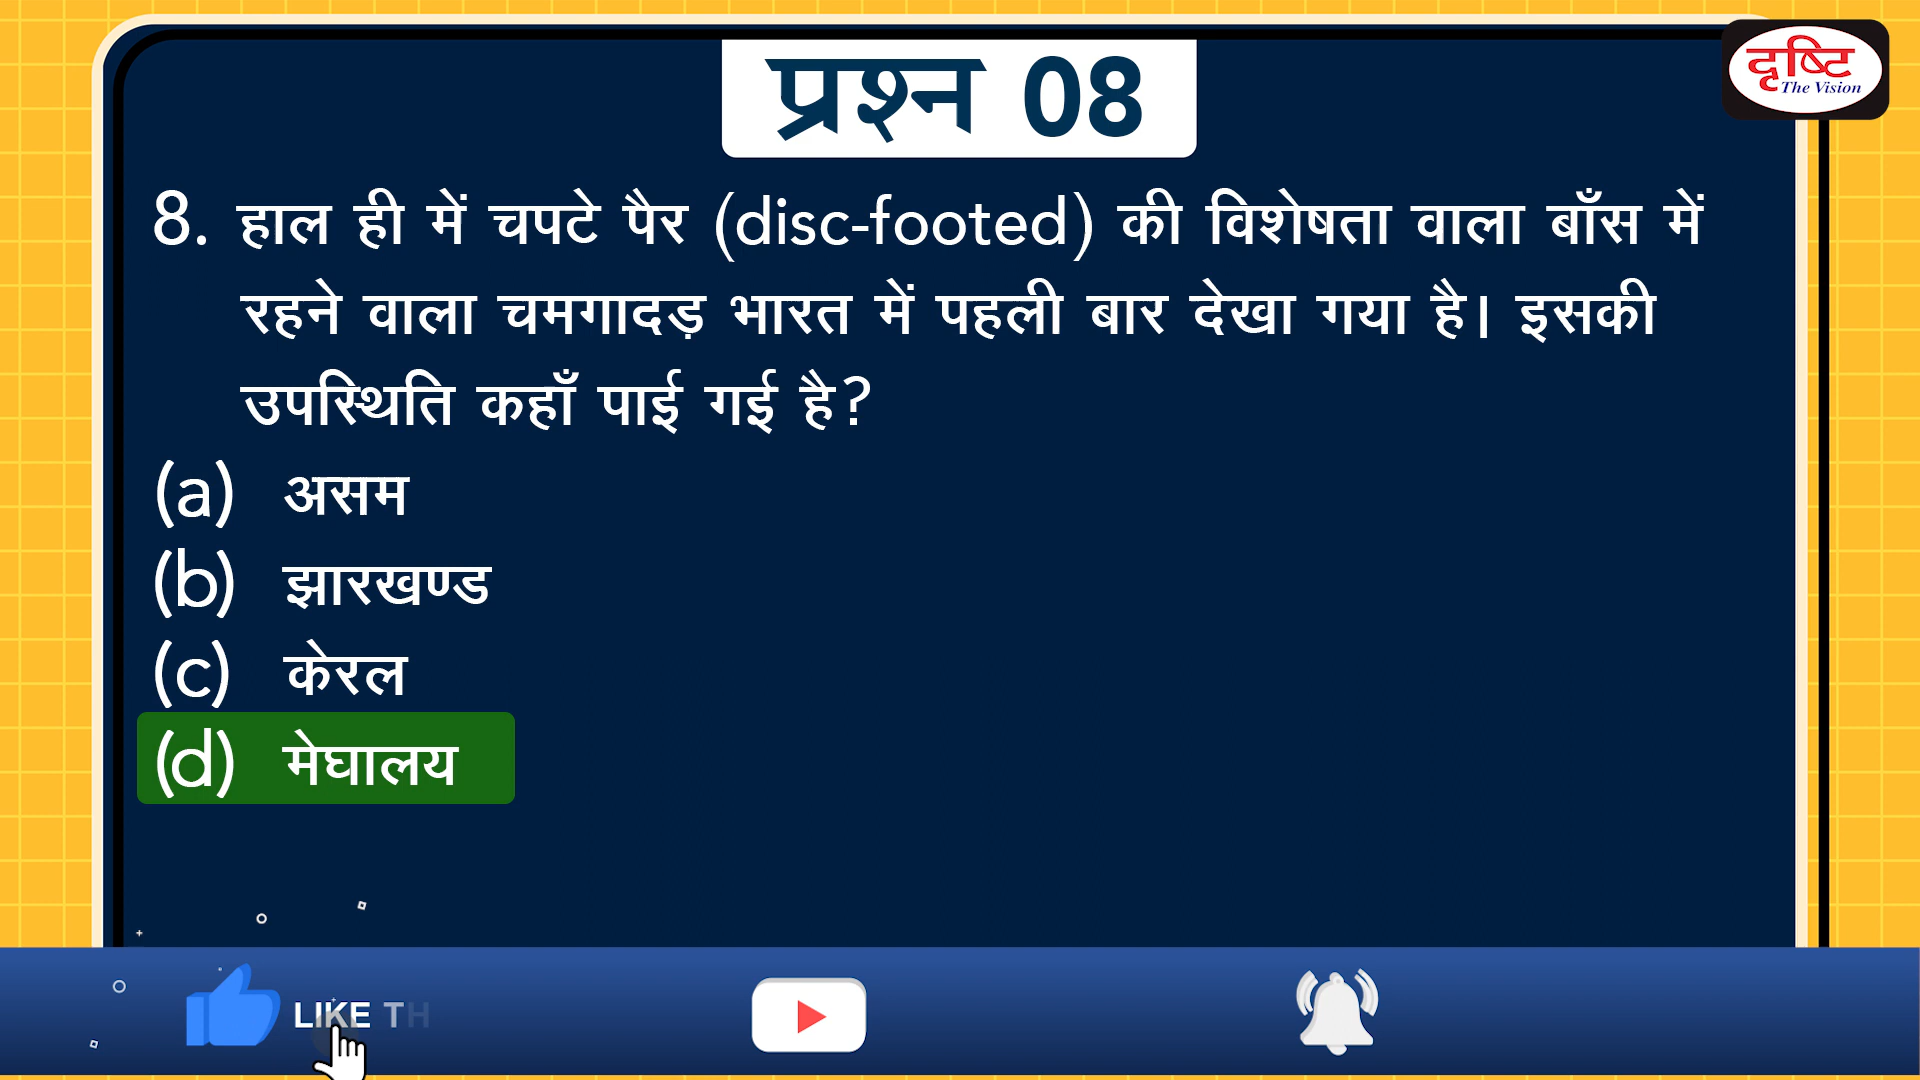 प्रश्न 08
दृष्टि
The Vision
8. हाल ही में चपटे पैर (disc-footed) की विशेषता वाला बाँस में
रहने वाला चमगादड़ भारत में पहली बार देखा गया है। इसकी
उपस्थिति कहाँ पाई गई है?
(a) असम
(b) झारखण्ड
(c) केरल
(d) मेघालय
LIKE TH